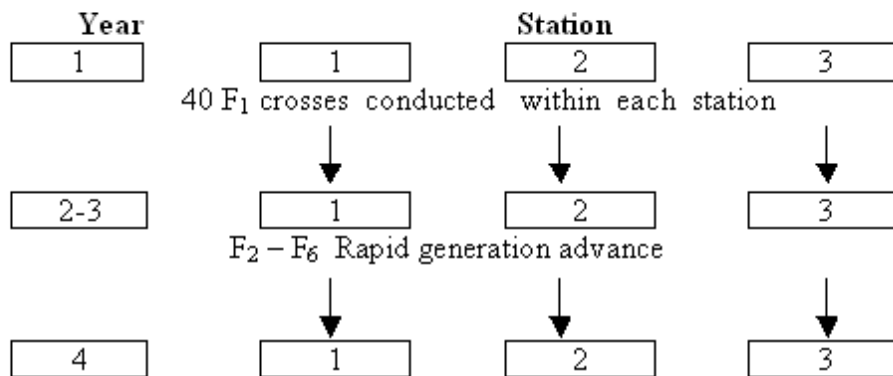 Year Station
1 1 2 3
40 F₁ crosses conducted within each station
2-3 1 2 3
F₂ – F₆ Rapid generation advance
4 1 2 3